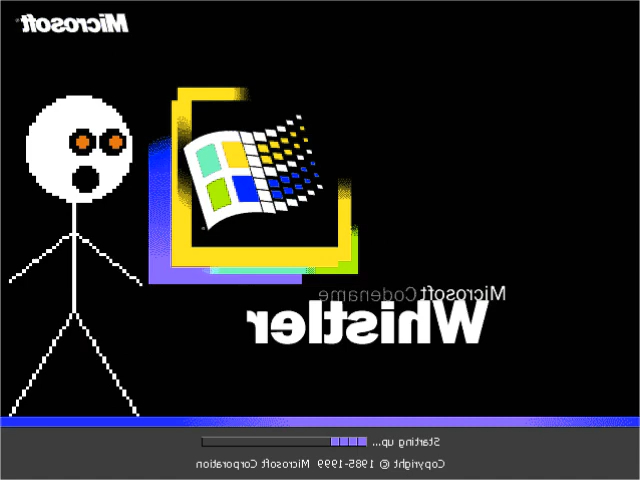 Microsoft®
Microsoft Codename
Whistler
Starting up...
Copyright © 1985-1999 Microsoft Corporation